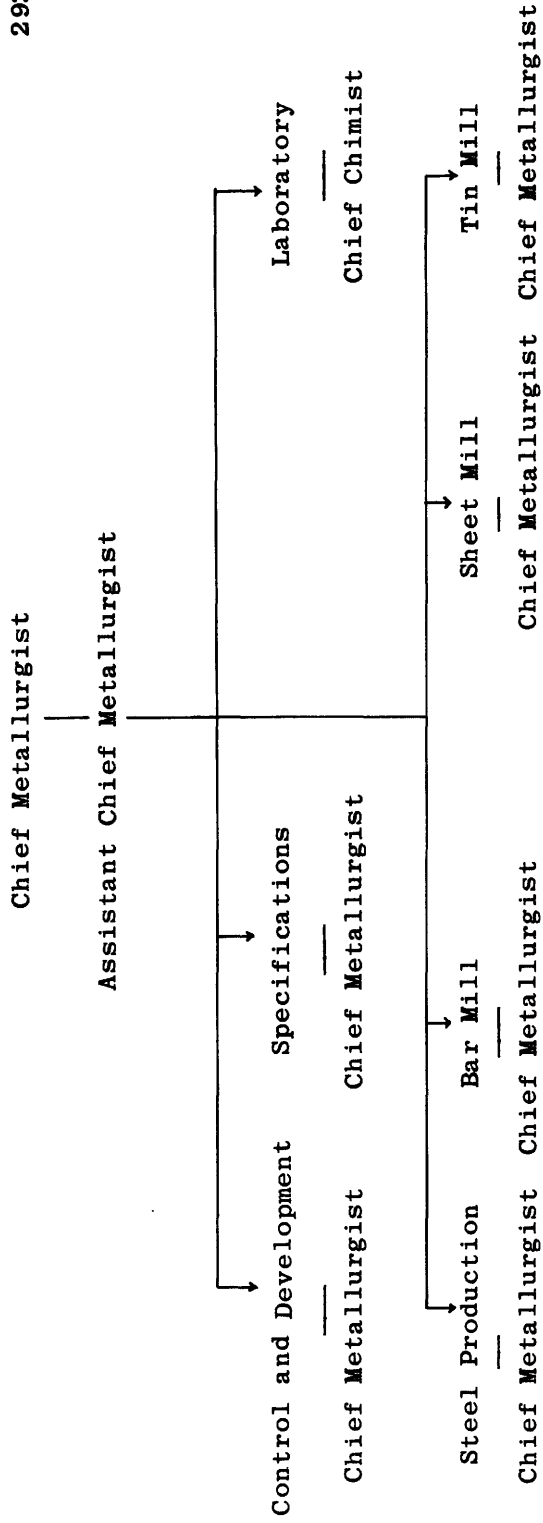 Chief Metallurgist
Assistant Chief Metallurgist
Control and Development
Specifications
Laboratory
Chief Metallurgist
Chief Metallurgist
Chief Chimist
Steel Production
Bar Mill
Sheet Mill
Tin Mill
Chief Metallurgist
Chief Metallurgist
Chief Metallurgist
Chief Metallurgist